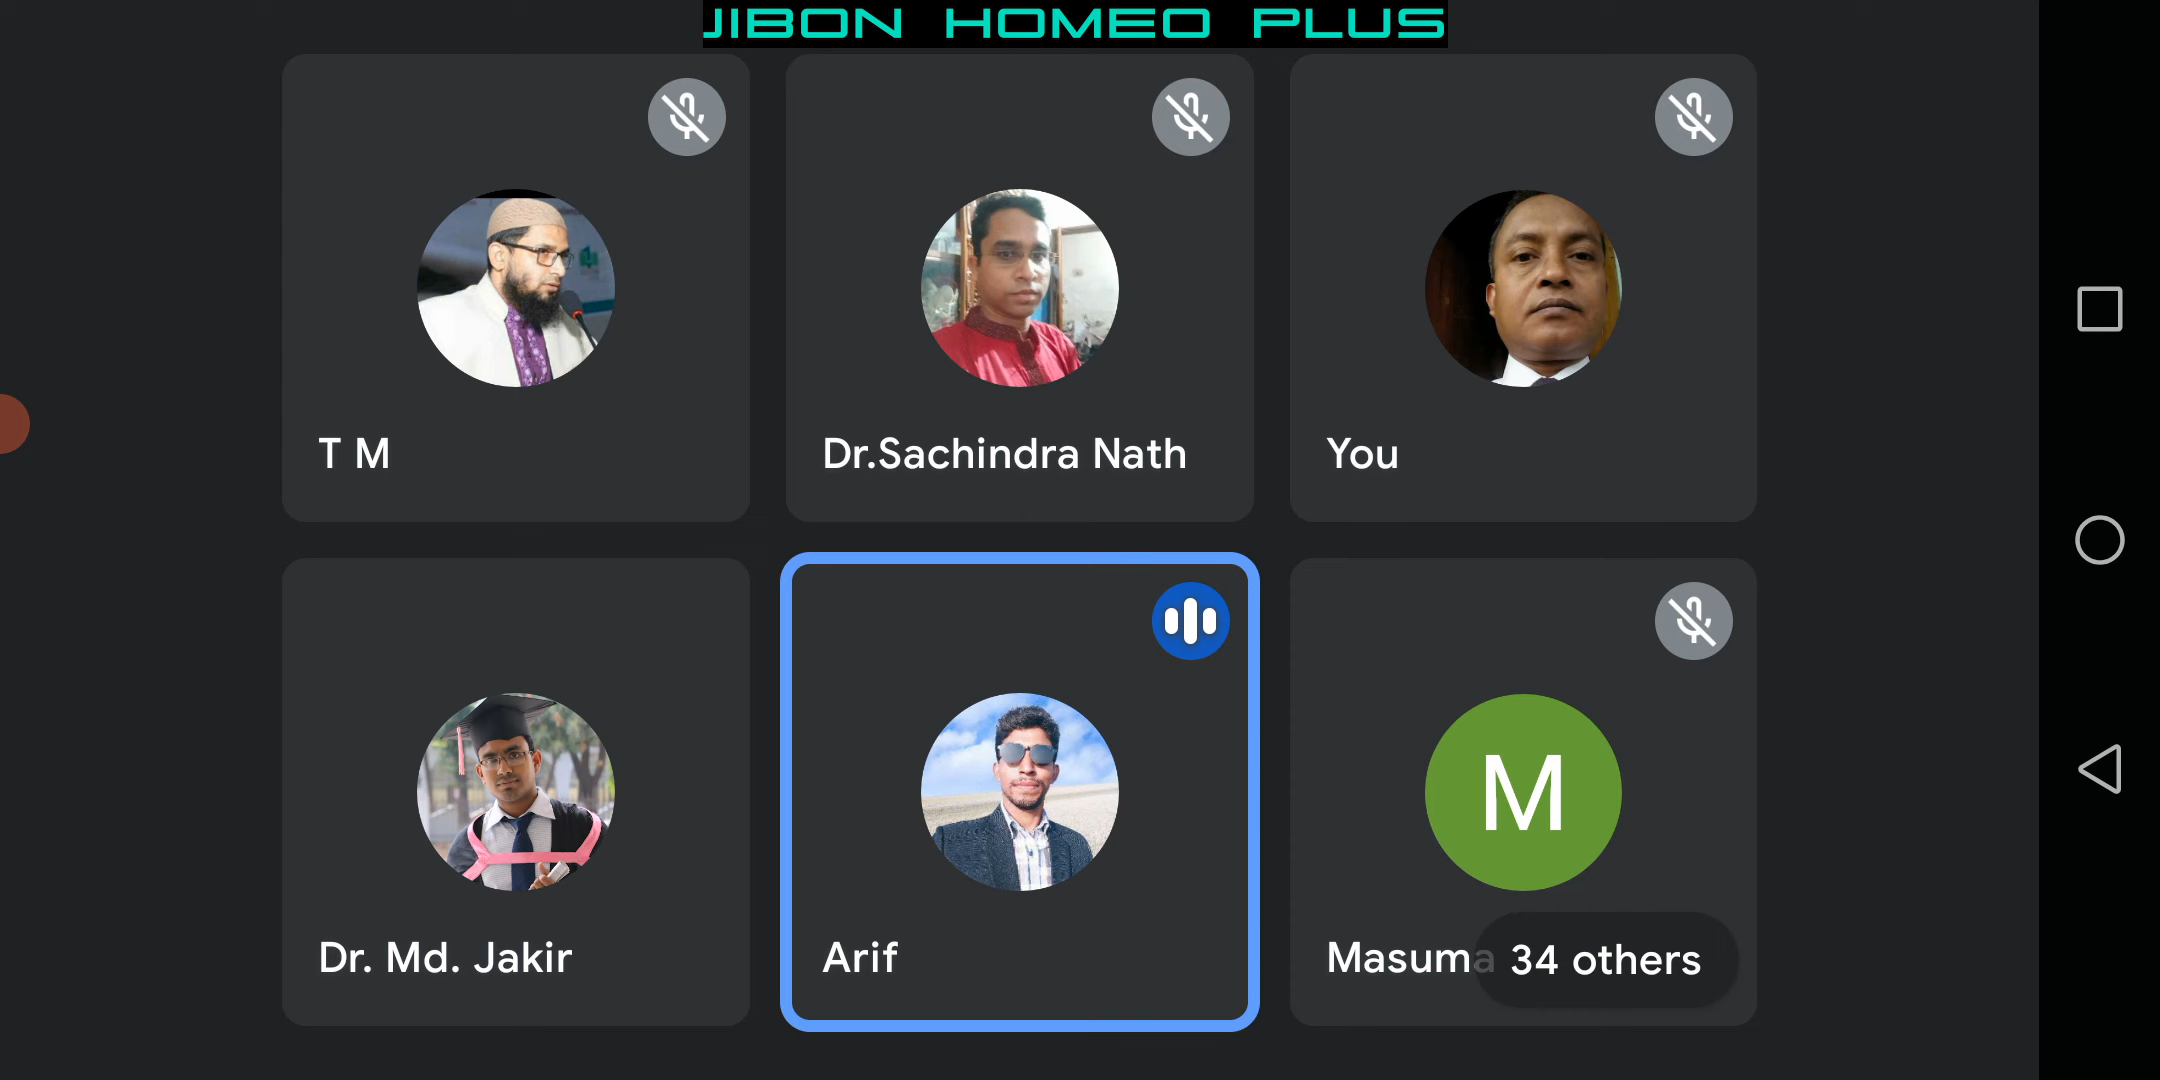 JIBON HOMEO PLUS
T M
Dr.Sachindra Nath
You
Dr. Md. Jakir
Arif
M
Masuma
34 others